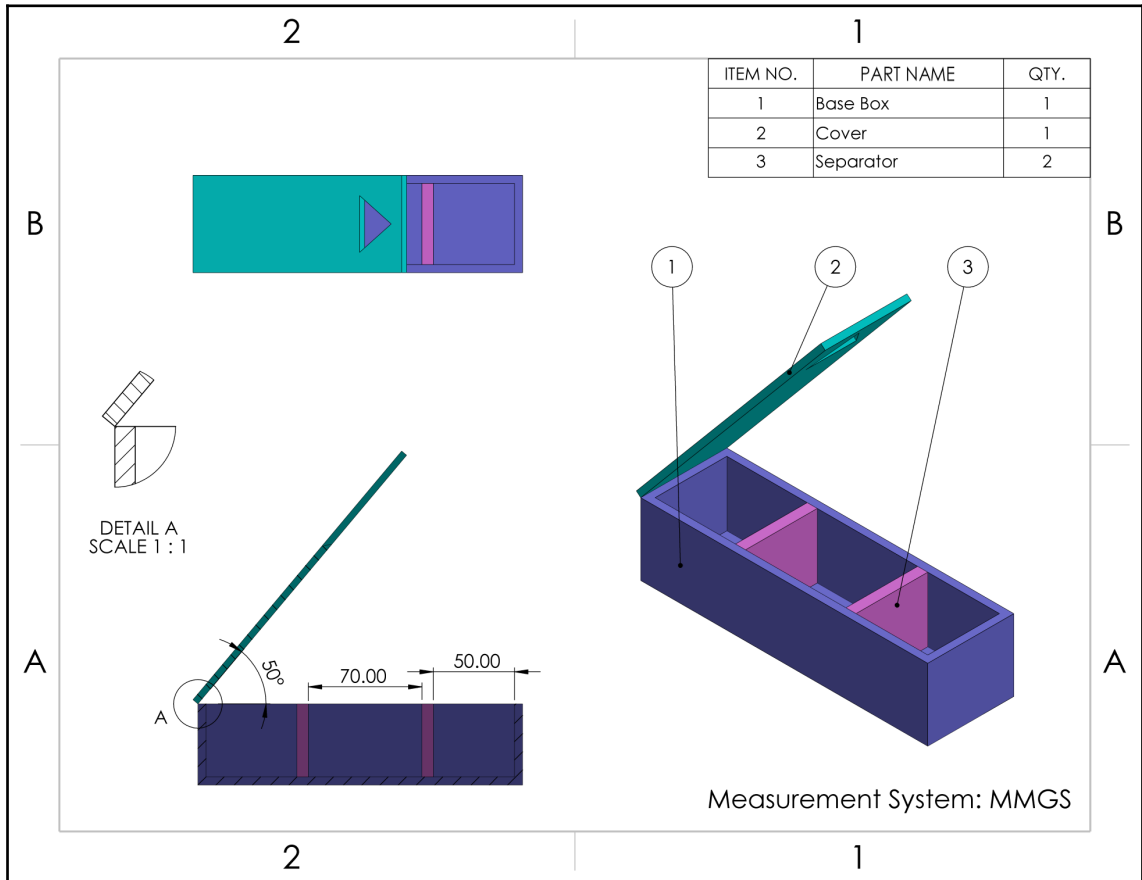 2 1
ITEM NO. PART NAME QTY.
1 Base Box 1
2 Cover 1
3 Separator 2
B B
1 2 3
DETAIL A
SCALE 1 : 1
50°
70.00
50.00
A
A A
Measurement System: MMGS
2 1